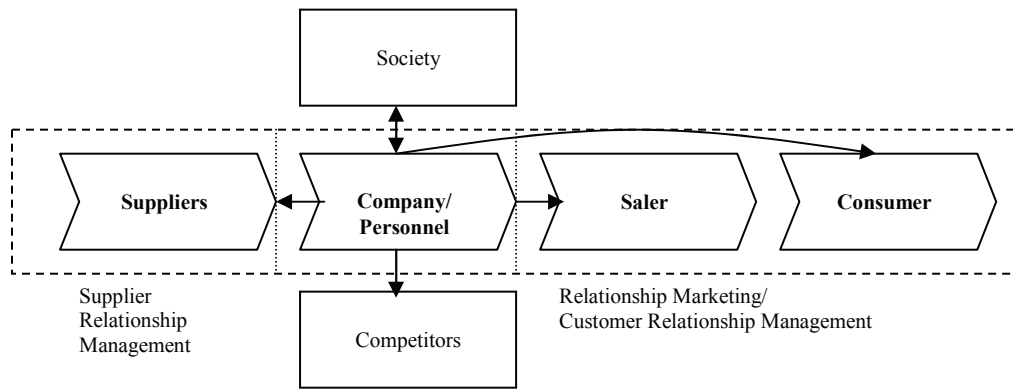 Society
Suppliers
Company/
Personnel
Saler
Consumer
Supplier
Relationship
Management
Relationship Marketing/
Customer Relationship Management
Competitors